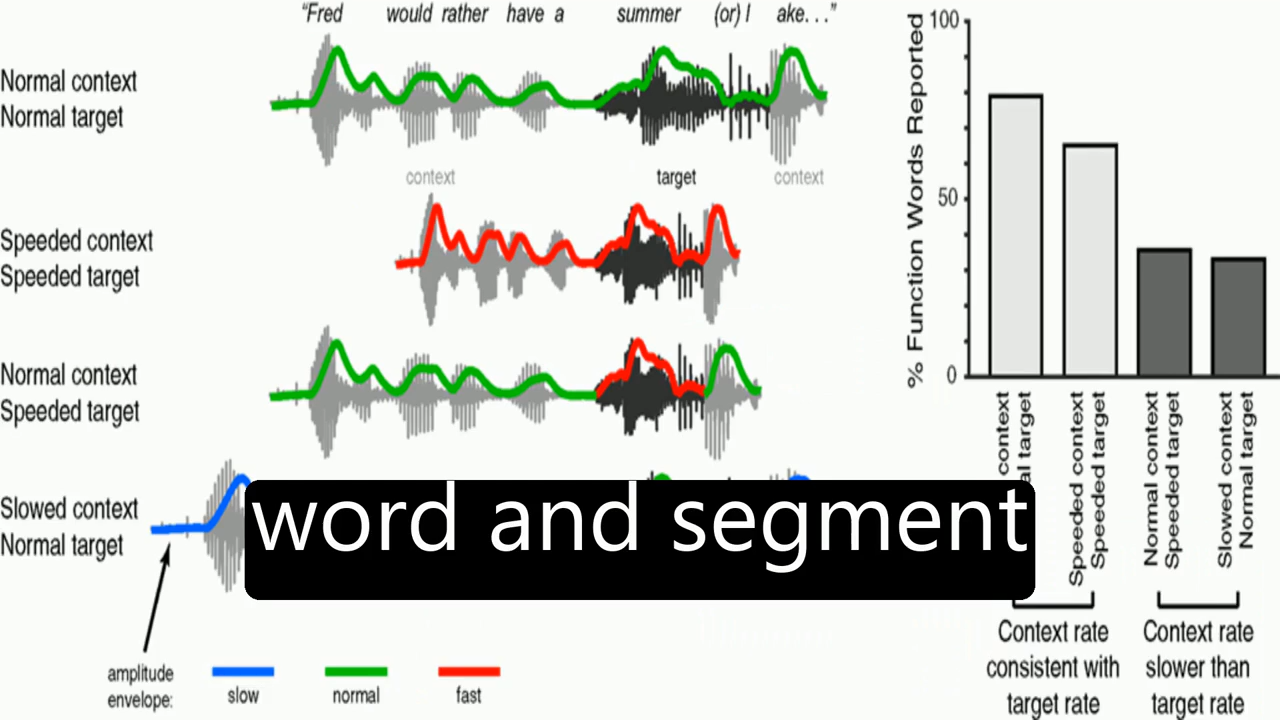 “Fred would rather have a summer (or) I ake. . .”
Normal context
Normal target
context target context
Speeded context
Speeded target
Normal context
Speeded target
Slowed context
Normal target
word and segment
amplitude
envelope:
slow normal fast
% Function Words Reported
100
50
0
context
al target
Speeded context
Speeded target
Normal context
Speeded target
Slowed context
Normal target
Context rate
consistent with
target rate
Context rate
slower than
target rate